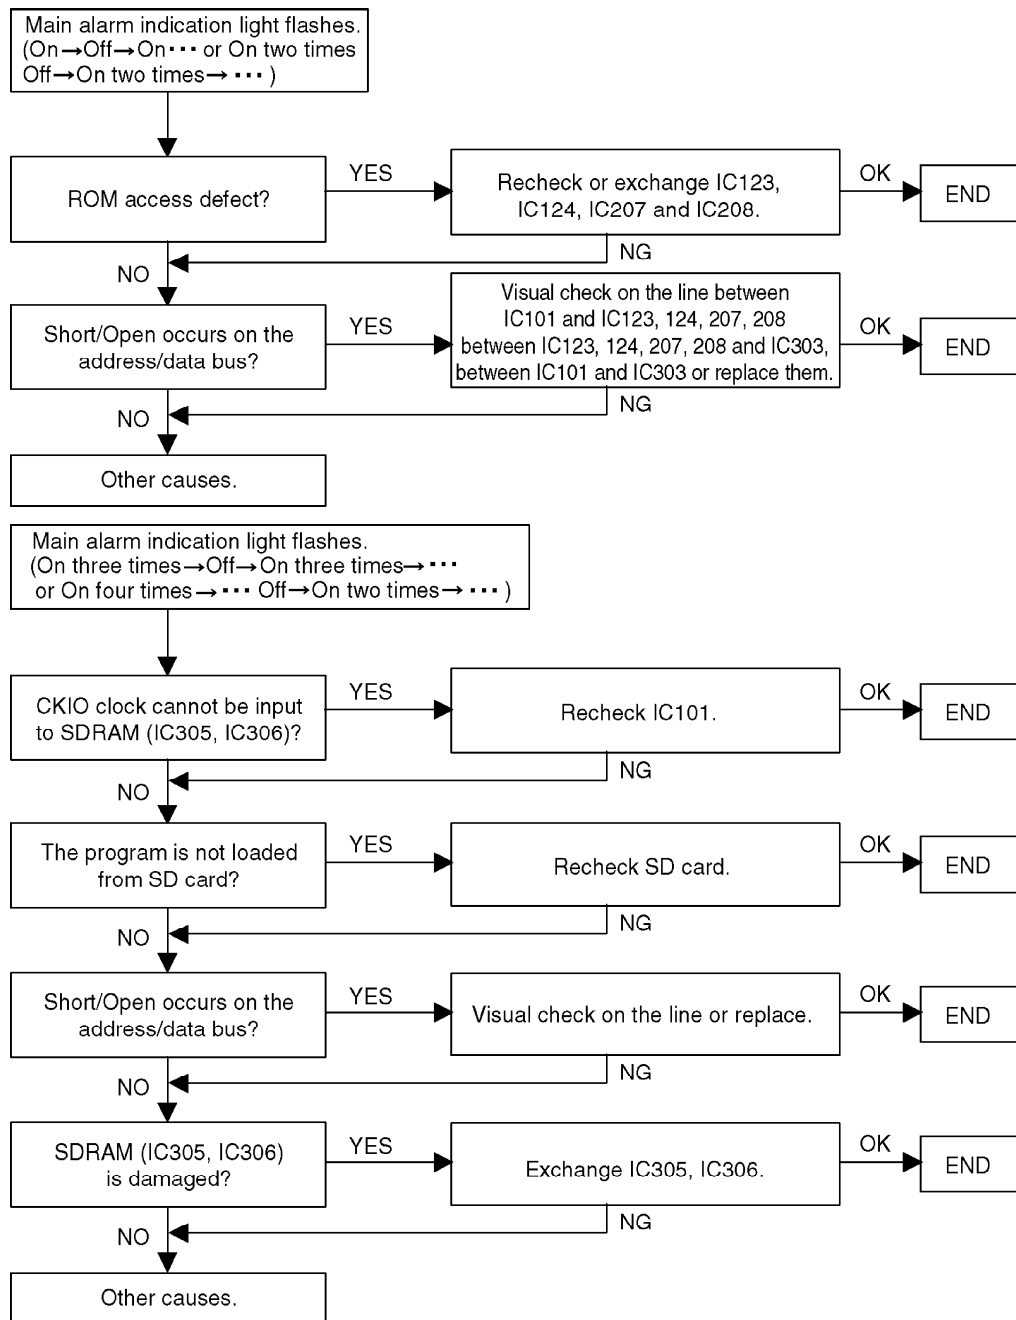 Main alarm indication light flashes.
(On→Off→On･･･ or On two times
Off→On two times→ ･･･ )
ROM access defect?
YES
Recheck or exchange IC123,
IC124, IC207 and IC208.
OK
END
NG
NO
Short/Open occurs on the
address/data bus?
YES
Visual check on the line between
IC101 and IC123, 124, 207, 208
between IC123, 124, 207, 208 and IC303,
between IC101 and IC303 or replace them.
OK
END
NG
NO
Other causes.
Main alarm indication light flashes.
(On three times→Off→On three times→ ･･･
or On four times→ ･･･ Off→On two times→ ･･･ )
CKIO clock cannot be input
to SDRAM (IC305, IC306)?
YES
Recheck IC101.
OK
END
NG
NO
The program is not loaded
from SD card?
YES
Recheck SD card.
OK
END
NG
NO
Short/Open occurs on the
address/data bus?
YES
Visual check on the line or replace.
OK
END
NG
NO
SDRAM (IC305, IC306)
is damaged?
YES
Exchange IC305, IC306.
OK
END
NG
NO
Other causes.